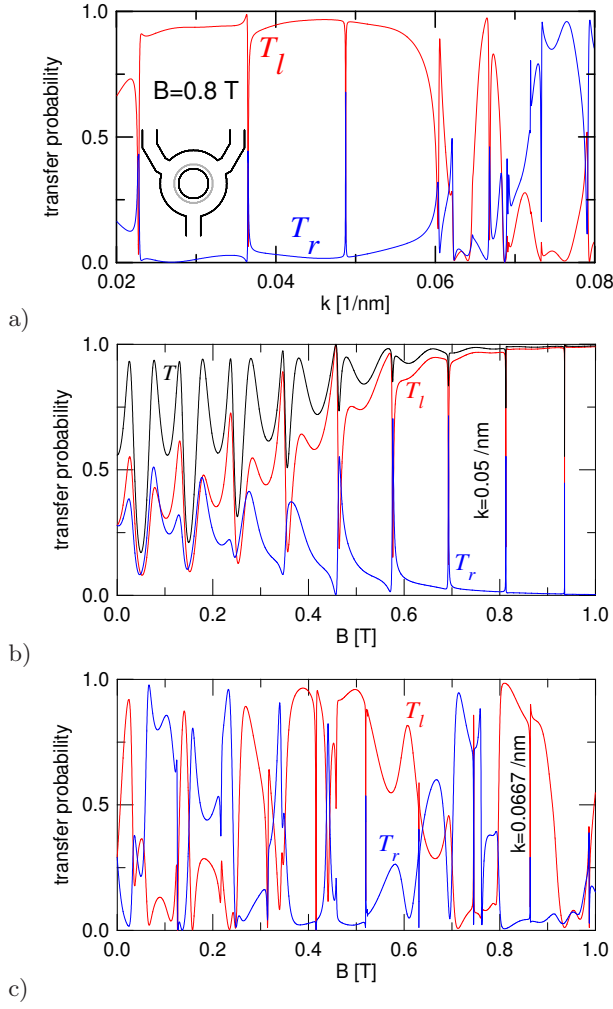 1.0
T_l
B=0.8 T
transfer probability
0.5
T_r
0.0
0.02 0.04 0.06 0.08
k [1/nm]
a)
1.0
T
T_l
transfer probability
0.5
k=0.05 /nm
T_r
0.0
0.0 0.2 0.4 0.6 0.8 1.0
B [T]
b)
1.0
T_l
transfer probability
0.5
k=0.0667 /nm
T_r
0.0
0.0 0.2 0.4 0.6 0.8 1.0
B [T]
c)